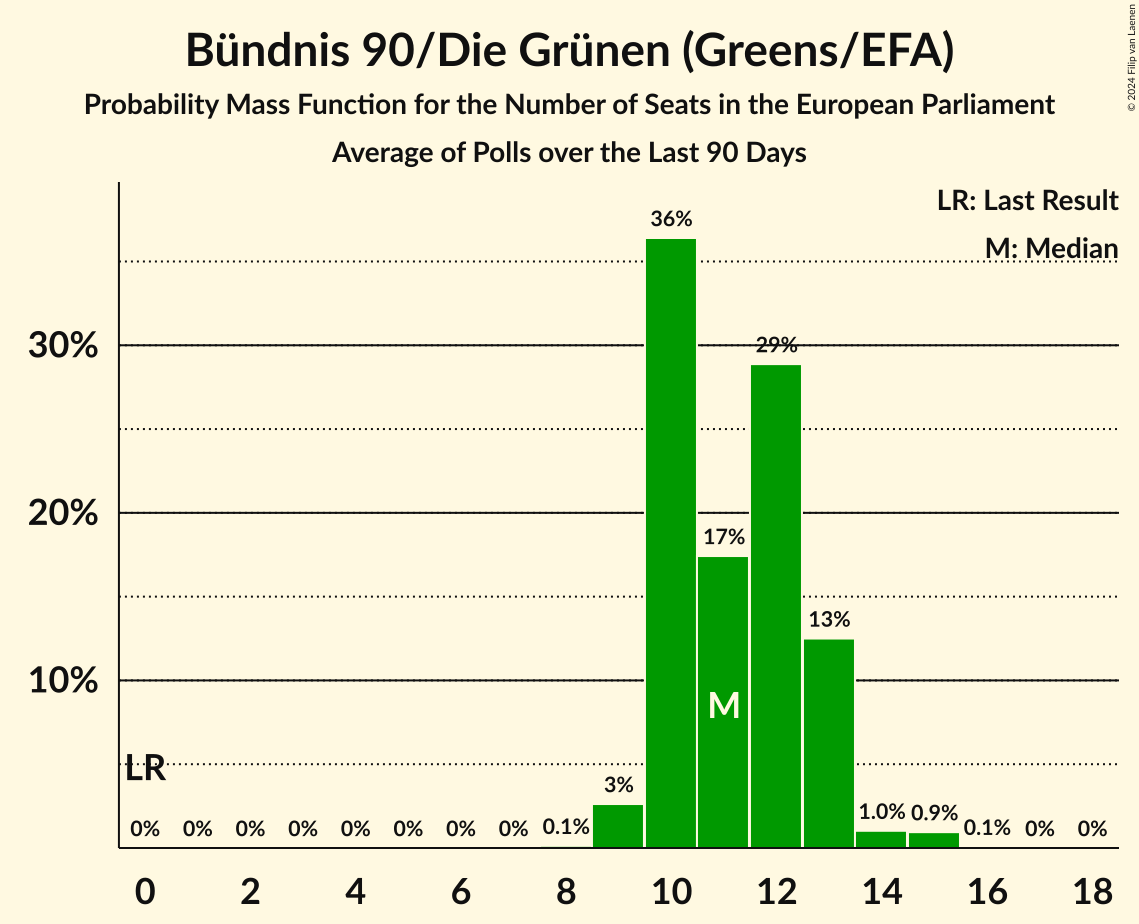 Bündnis 90/Die Grünen (Greens/EFA)
Probability Mass Function for the Number of Seats in the European Parliament
Average of Polls over the Last 90 Days
© 2024 Filip van Laenen
LR: Last Result
M: Median
36%
30%
29%
20%
17%
13%
10%
M
LR
3%
0% 0% 0% 0% 0% 0% 0% 0% 0.1% 1.0% 0.9% 0.1% 0% 0%
0 2 4 6 8 10 12 14 16 18